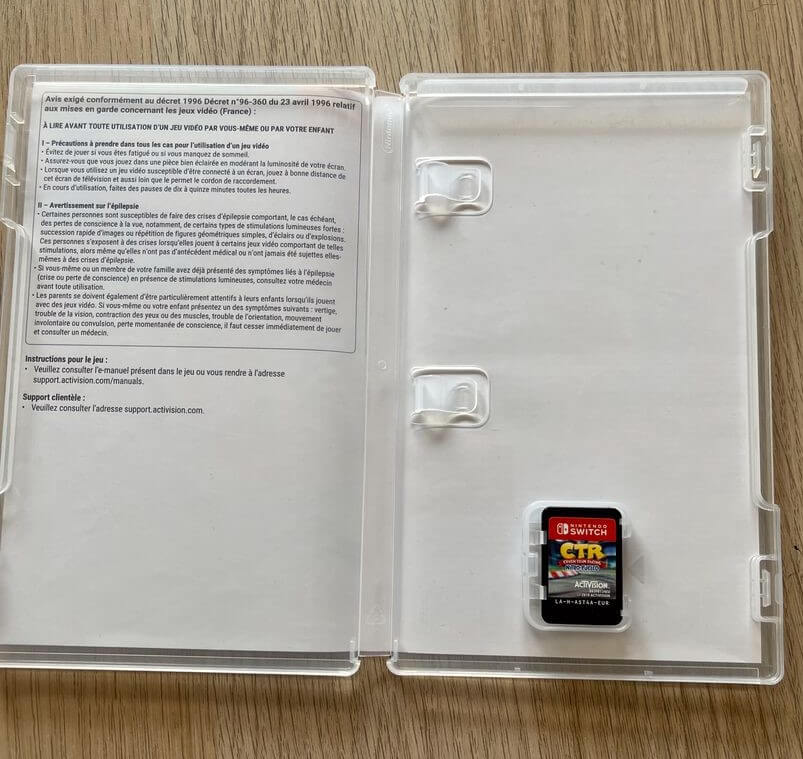 Avis exigé conformément au décret 1996 Décret n°96-360 du 23 avril 1996 relatif
aux mises en garde concernant les jeux vidéo (France) :
À LIRE AVANT TOUTE UTILISATION D'UN JEU VIDÉO PAR VOUS-MÊME OU PAR VOTRE ENFANT
I – Précautions à prendre dans tous les cas pour l'utilisation d'un jeu vidéo
• Évitez de jouer si vous êtes fatigué ou si vous manquez de sommeil.
• Assurez-vous que vous jouez dans une pièce bien éclairée en modérant la luminosité de votre écran.
• Lorsque vous utilisez un jeu vidéo susceptible d'être connecté à un écran, jouez à bonne distance de
cet écran de télévision et aussi loin que le permet le cordon de raccordement.
• En cours d'utilisation, faites des pauses de dix à quinze minutes toutes les heures.
II – Avertissement sur l'épilepsie
• Certaines personnes sont susceptibles de faire des crises d'épilepsie comportant, le cas échéant,
des pertes de conscience à la vue, notamment, de certains types de stimulations lumineuses fortes :
succession rapide d'images ou répétition de figures géométriques simples, d'éclairs ou d'explosions.
Ces personnes s'exposent à des crises lorsqu'elles jouent à certains jeux vidéo comportant de telles
stimulations, alors même qu'elles n'ont pas d'antécédent médical ou n'ont jamais été sujettes elles-
mêmes à des crises d'épilepsie.
• Si vous-même ou un membre de votre famille avez déjà présenté des symptômes liés à l'épilepsie
(crise ou perte de conscience) en présence de stimulations lumineuses, consultez votre médecin
avant toute utilisation.
• Les parents se doivent également d'être particulièrement attentifs à leurs enfants lorsqu'ils jouent
avec des jeux vidéo. Si vous-même ou votre enfant présentez un des symptômes suivants : vertige,
trouble de la vision, contraction des yeux ou des muscles, trouble de l'orientation, mouvement
involontaire ou convulsion, perte momentanée de conscience, il faut cesser immédiatement de jouer
et consulter un médecin.
Instructions pour le jeu :
• Veuillez consulter l'e-manuel présent dans le jeu ou vous rendre à l'adresse
support.activision.com/manuals.
Support clientèle :
• Veuillez consulter l'adresse support.activision.com.
Nintendo
NINTENDO
SWITCH
CTR
CRASH TEAM RACING
NITRO-FUELED
ACTIVISION
LA-H-AST4A-EUR